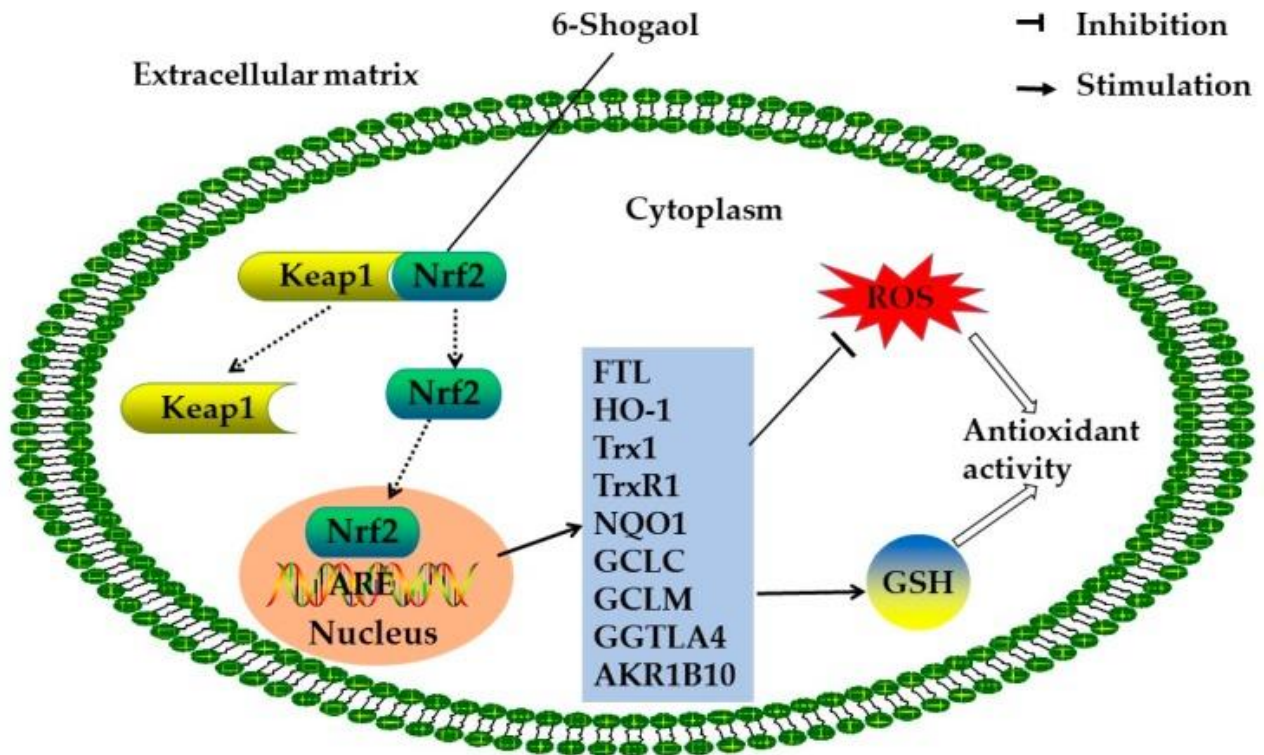 6-Shogaol
Inhibition
Extracellular matrix
Stimulation
Cytoplasm
Keap1
Nrf2
ROS
Keap1
Nrf2
FTL
HO-1
Trx1
TrxR1
NQO1
GCLC
GCLM
GGTLA4
AKR1B10
Antioxidant
activity
Nrf2
ARE
Nucleus
GSH